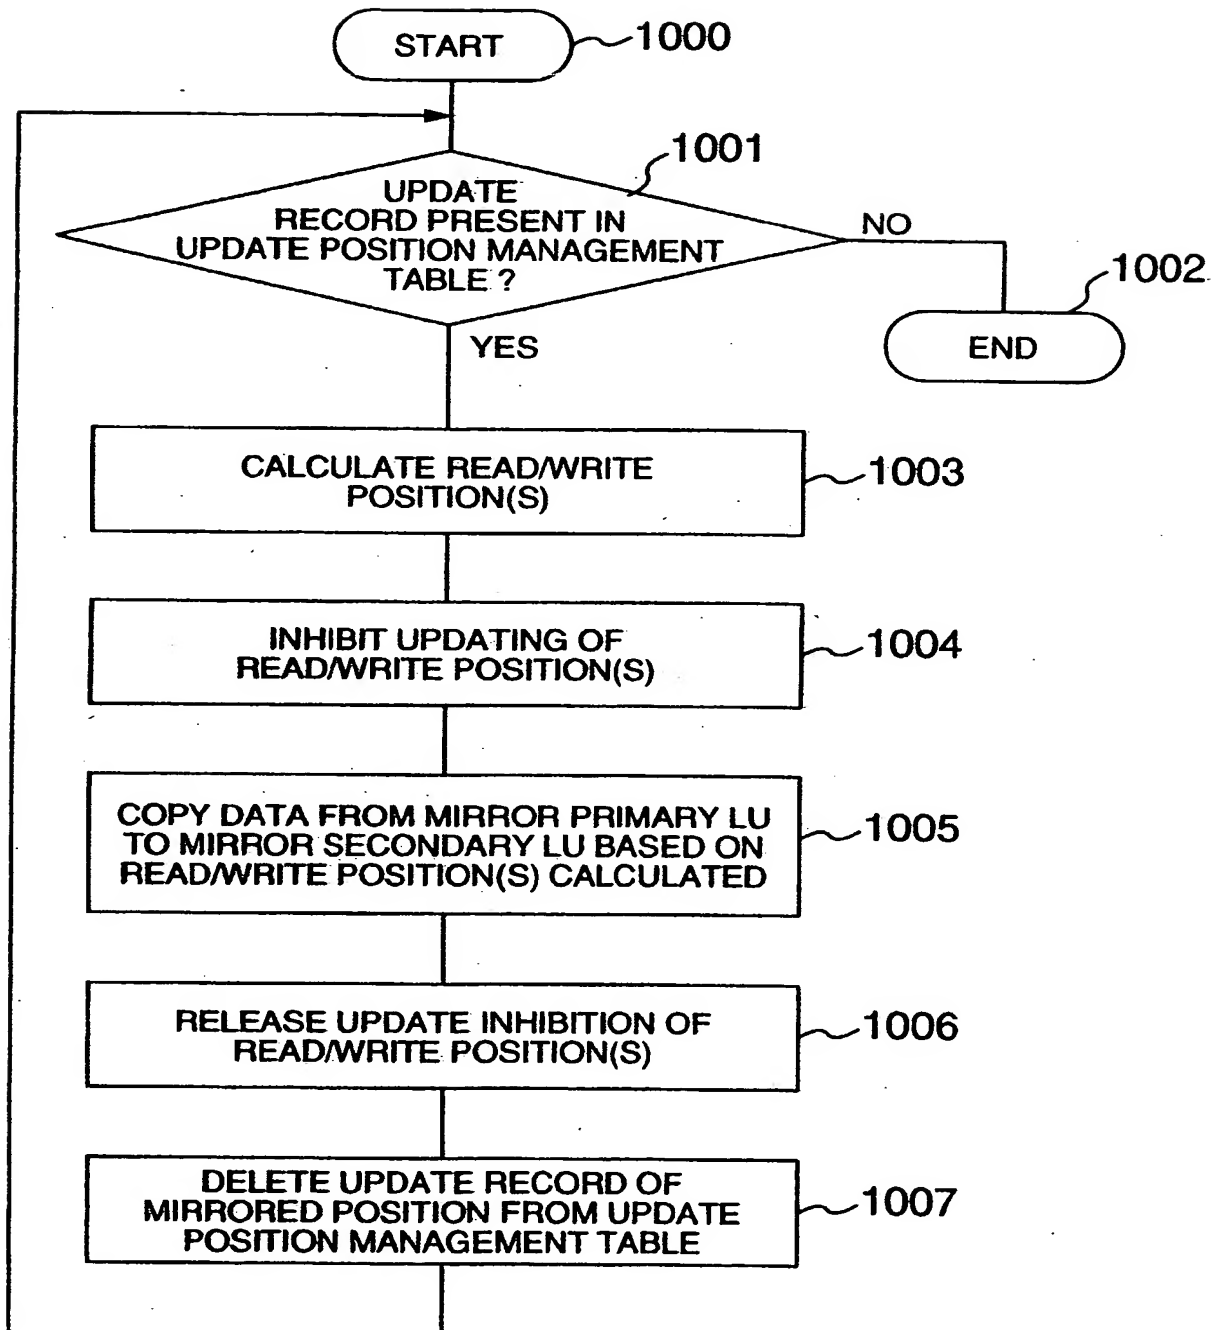 START
1000
1001
UPDATE
RECORD PRESENT IN
UPDATE POSITION MANAGEMENT
TABLE ?
NO
1002
END
YES
CALCULATE READ/WRITE
POSITION(S)
1003
INHIBIT UPDATING OF
READ/WRITE POSITION(S)
1004
COPY DATA FROM MIRROR PRIMARY LU
TO MIRROR SECONDARY LU BASED ON
READ/WRITE POSITION(S) CALCULATED
1005
RELEASE UPDATE INHIBITION OF
READ/WRITE POSITION(S)
1006
DELETE UPDATE RECORD OF
MIRRORED POSITION FROM UPDATE
POSITION MANAGEMENT TABLE
1007